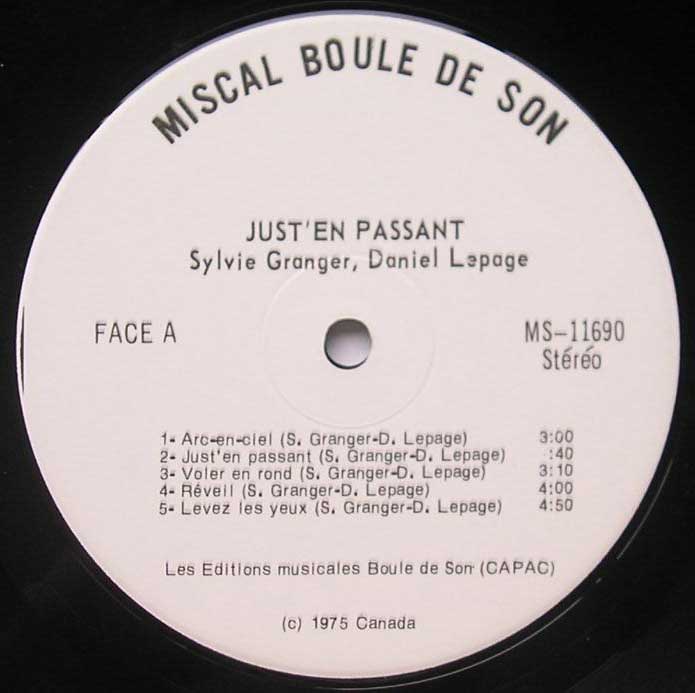 MISCAL BOULE DE SON
JUST'EN PASSANT
Sylvie Granger, Daniel Lepage
FACE A
MS-11690
Stéréo
1- Arc-en-ciel (S. Granger-D. Lepage) 3:00
2- Just'en passant (S. Granger-D. Lepage) :40
3- Voler en rond (S. Granger-D. Lepage) 3:10
4- Réveil (S. Granger-D. Lepage) 4:00
5- Levez les yeux (S. Granger-D. Lepage) 4:50
Les Editions musicales Boule de Son (CAPAC)
(c) 1975 Canada